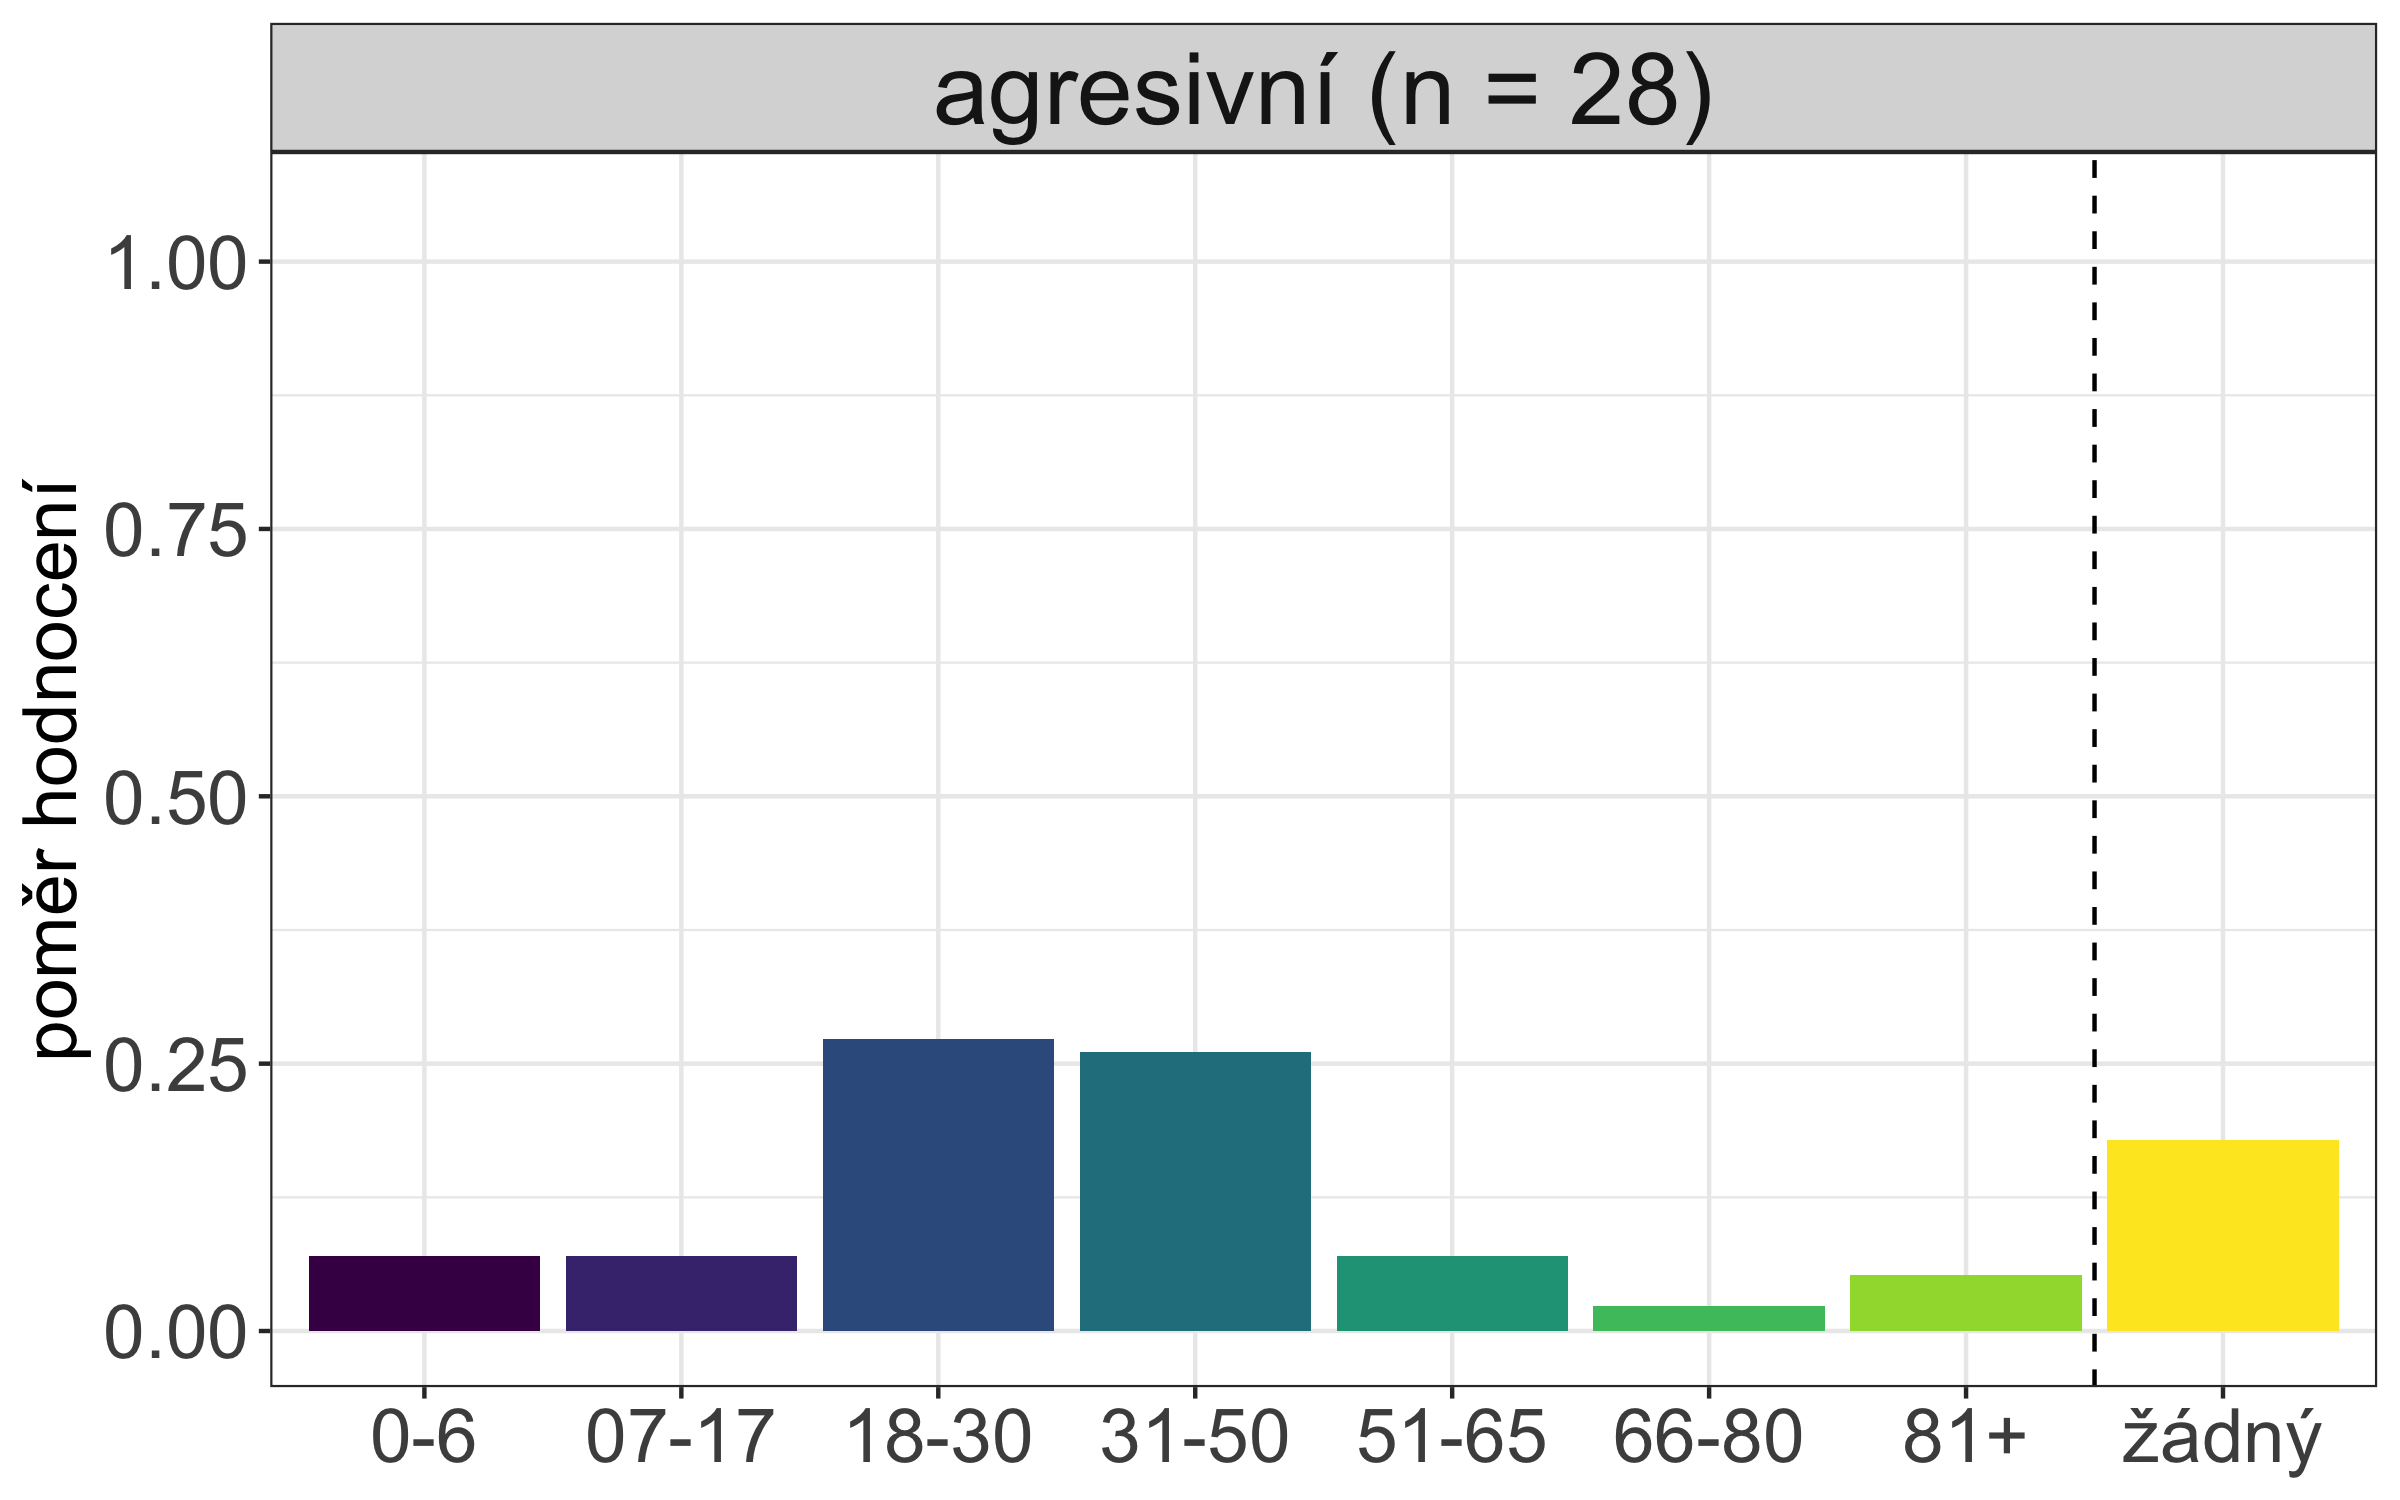 agresivní (n = 28)
poměr hodnocení
1.00
0.75
0.50
0.25
0.00
0-6 07-17 18-30 31-50 51-65 66-80 81+ žádný